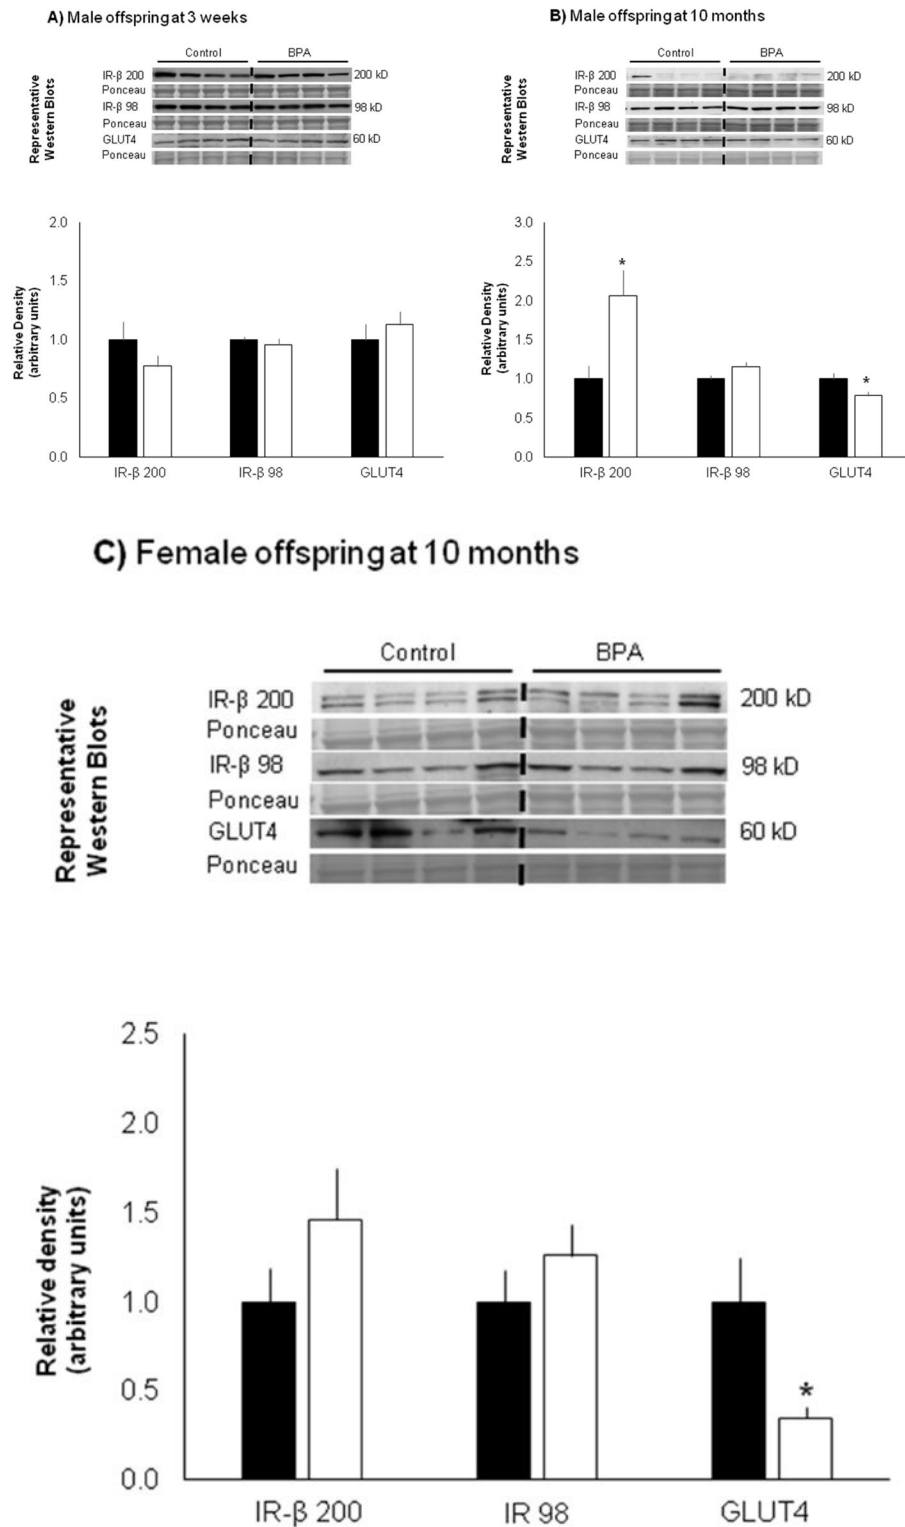 A) Male offspring at 3 weeks
Control BPA
Representative
Western Blots
IR-β 200 200 kD
Ponceau
IR-β 98 98 kD
Ponceau
GLUT4 60 kD
Ponceau
Relative Density
(arbitrary units)
2.0
1.5
1.0
0.5
0.0
IR-β 200 IR-β 98 GLUT4
B) Male offspring at 10 months
Control BPA
Representative
Western Blots
IR-β 200 200 kD
Ponceau
IR-β 98 98 kD
Ponceau
GLUT4 60 kD
Ponceau
Relative Density
(arbitrary units)
3.0
2.5
2.0
1.5
1.0
0.5
0.0
*
*
IR-β 200 IR-β 98 GLUT4
C) Female offspring at 10 months
Control BPA
Representative
Western Blots
IR-β 200 200 kD
Ponceau
IR-β 98 98 kD
Ponceau
GLUT4 60 kD
Ponceau
Relative density
(arbitrary units)
2.5
2.0
1.5
1.0
0.5
0.0
*
IR-β 200 IR 98 GLUT4